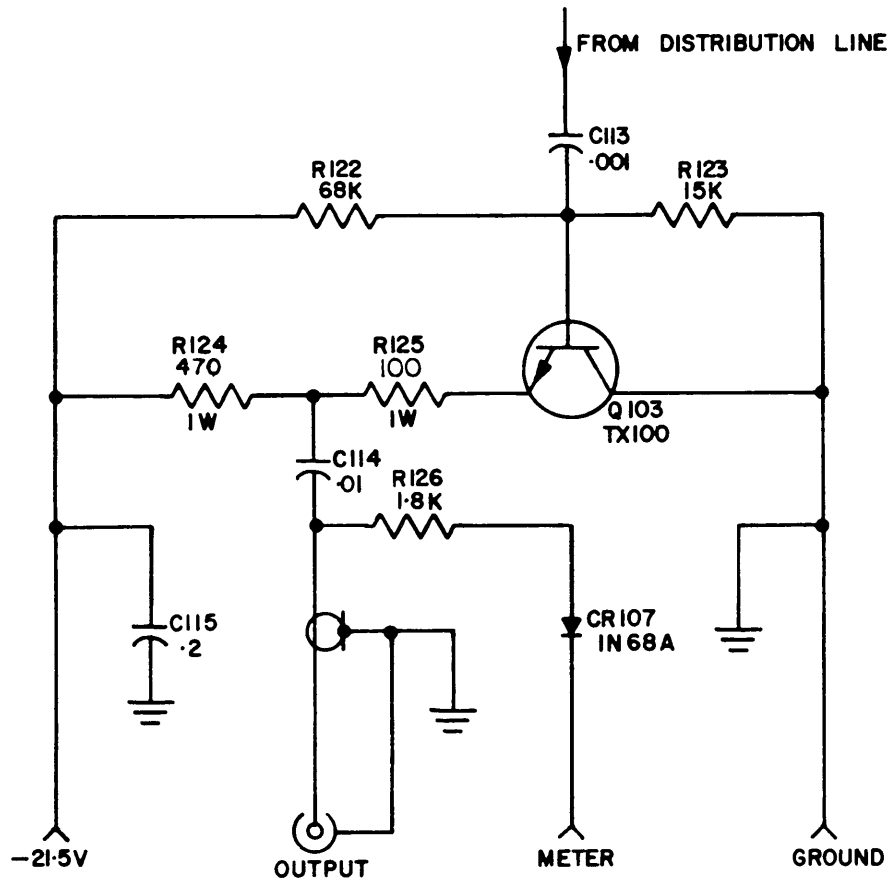 FROM DISTRIBUTION LINE
C113
.001
R122
68K
R123
15K
R124
470
1W
R125
100
1W
Q103
TX100
C114
.01
R126
1.8K
C115
.2
CR107
1N68A
-21.5V
OUTPUT
METER
GROUND